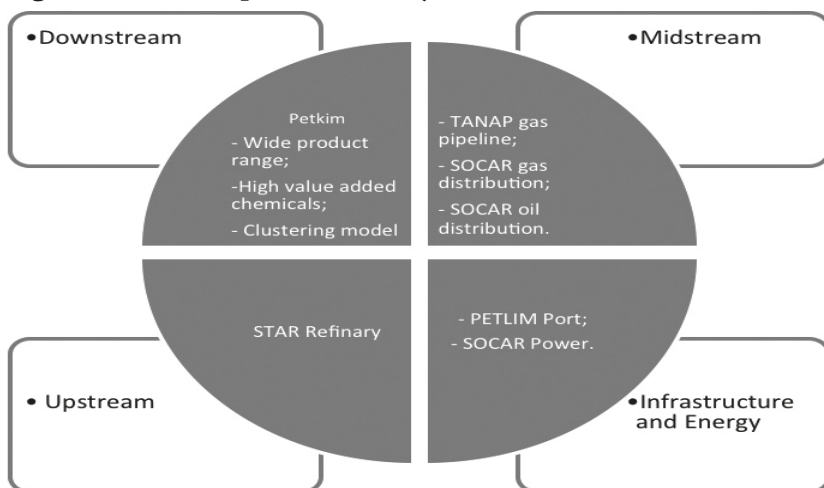 •Downstream
•Midstream
Petkim
- Wide product
range;
-High value added
chemicals;
- Clustering model
- TANAP gas
pipeline;
- SOCAR gas
distribution;
- SOCAR oil
distribution.
STAR Refinary
- PETLIM Port;
- SOCAR Power.
• Upstream
•Infrastructure
and Energy